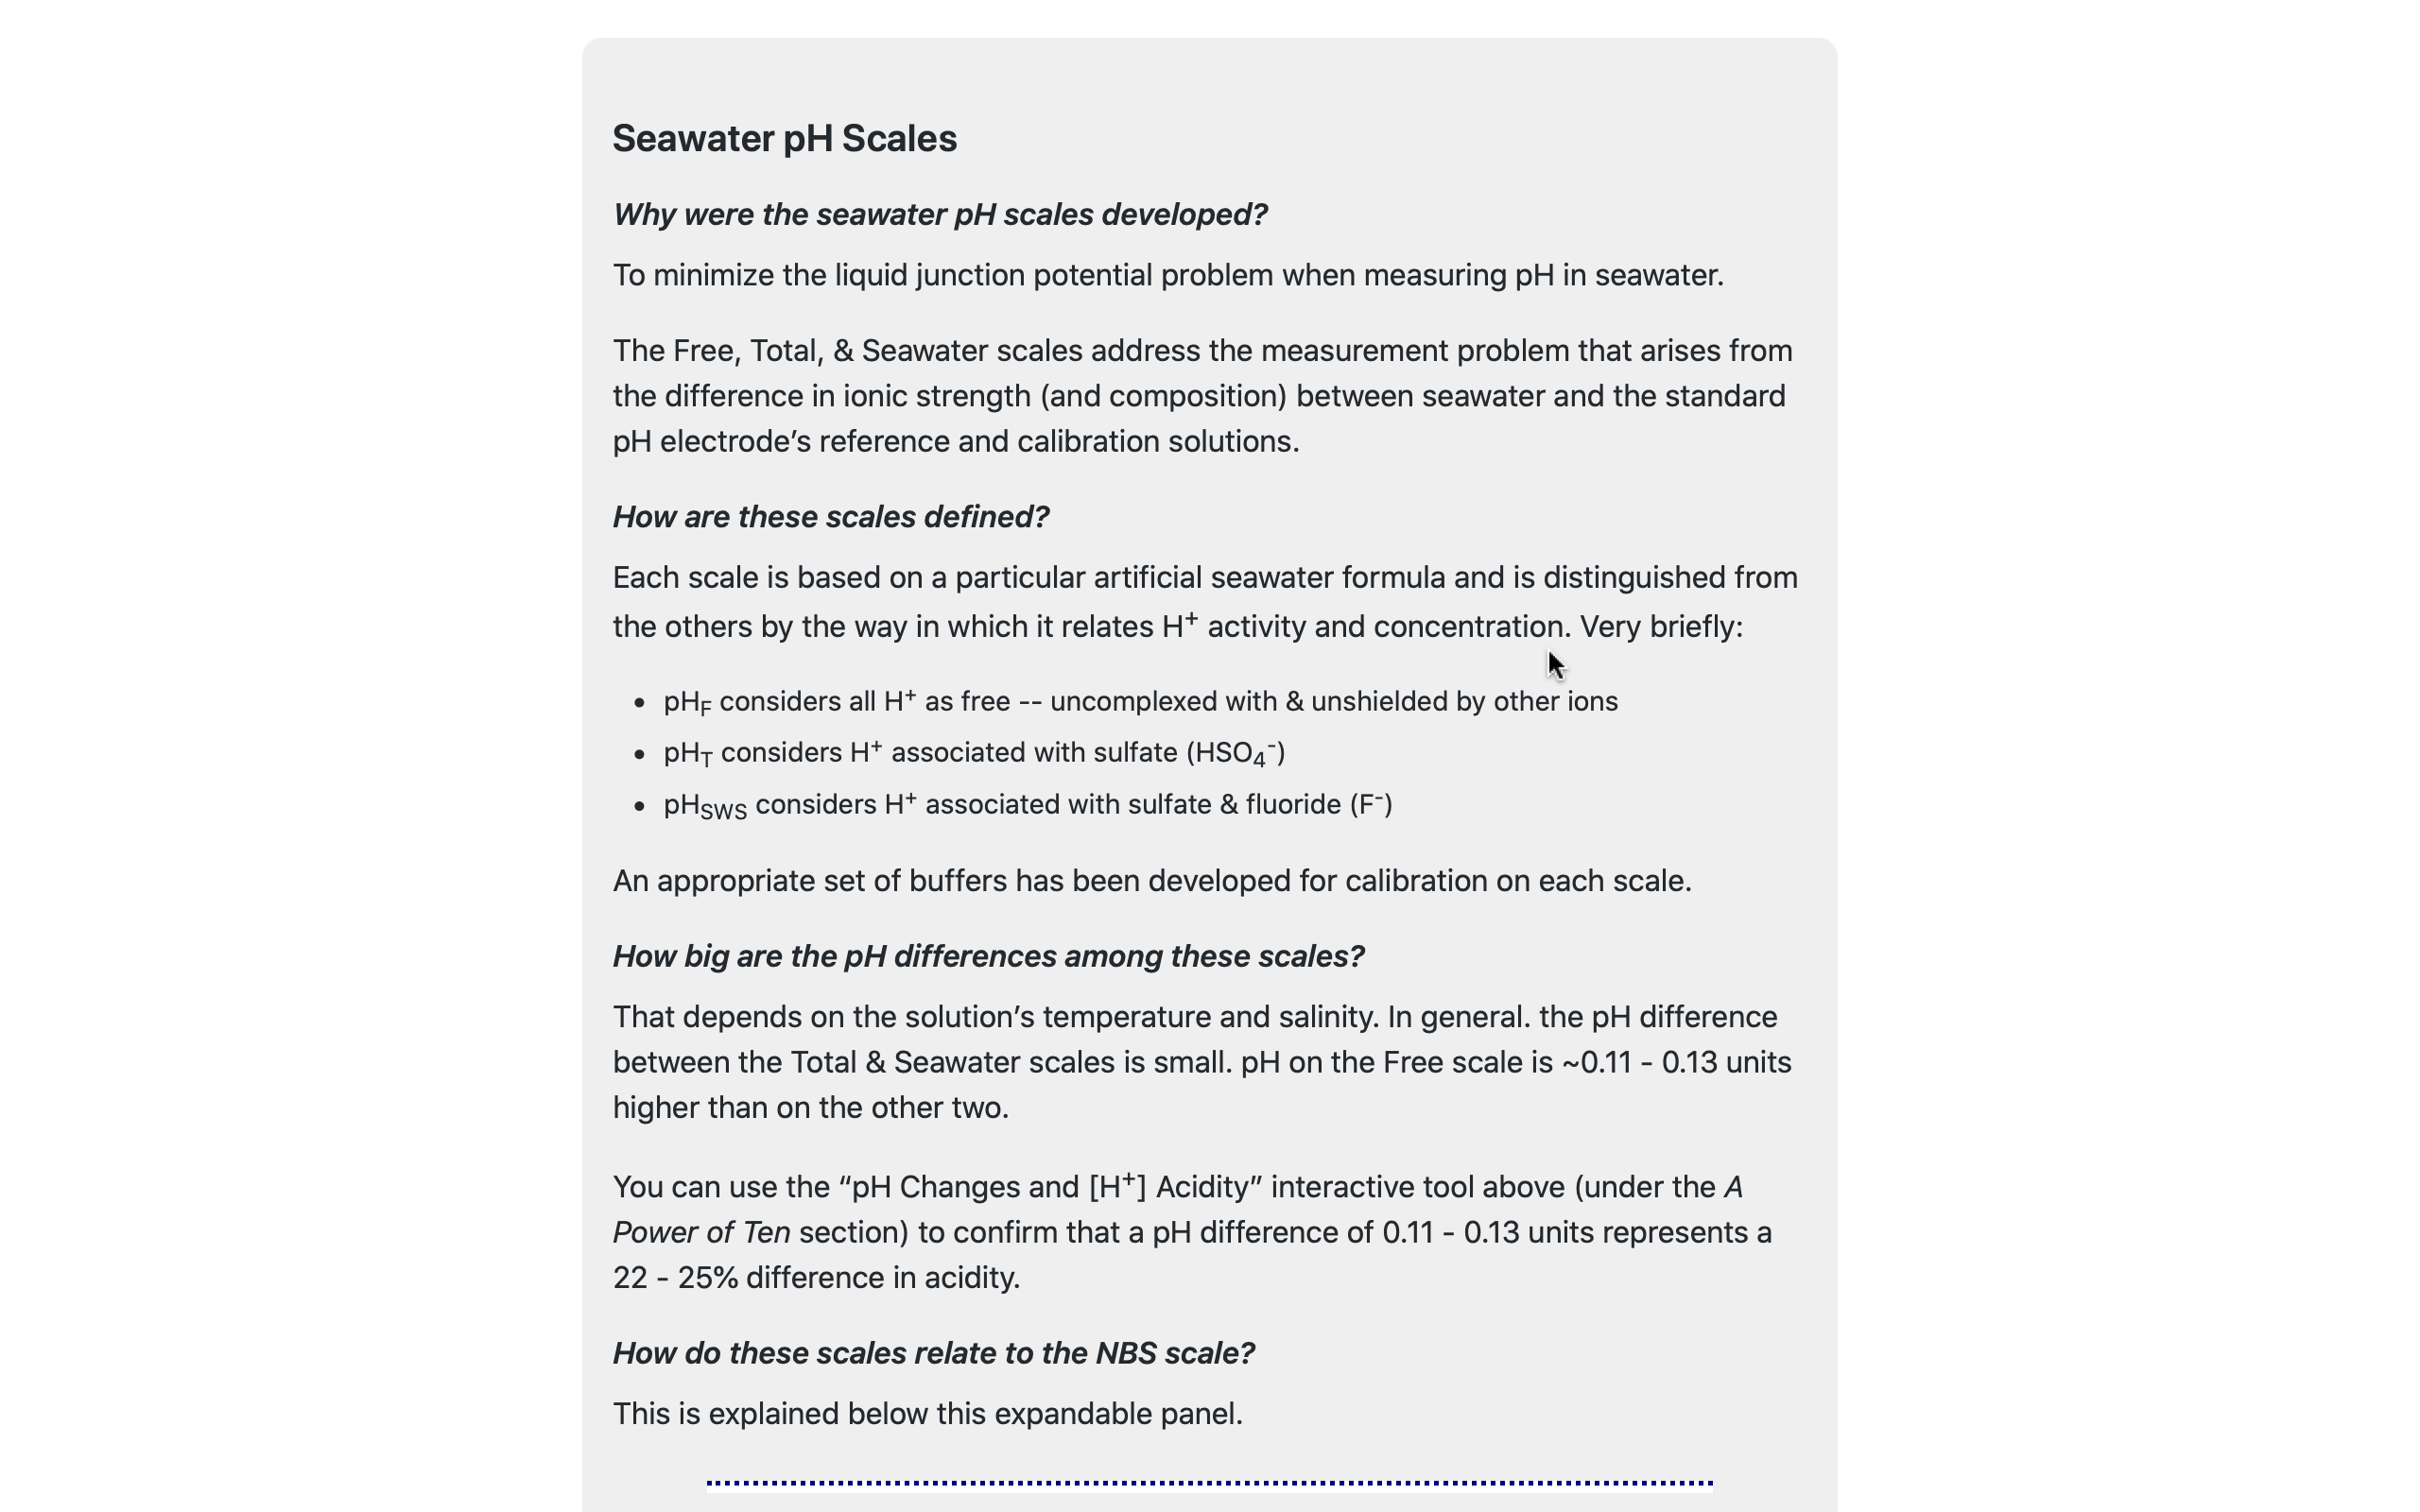 Seawater pH Scales
Why were the seawater pH scales developed?
To minimize the liquid junction potential problem when measuring pH in seawater.
The Free, Total, & Seawater scales address the measurement problem that arises from
the difference in ionic strength (and composition) between seawater and the standard
pH electrode’s reference and calibration solutions.
How are these scales defined?
Each scale is based on a particular artificial seawater formula and is distinguished from
the others by the way in which it relates H⁺ activity and concentration. Very briefly:
• pHF considers all H⁺ as free -- uncomplexed with & unshielded by other ions
• pHT considers H⁺ associated with sulfate (HSO₄⁻)
• pHSWS considers H⁺ associated with sulfate & fluoride (F⁻)
An appropriate set of buffers has been developed for calibration on each scale.
How big are the pH differences among these scales?
That depends on the solution’s temperature and salinity. In general. the pH difference
between the Total & Seawater scales is small. pH on the Free scale is ~0.11 - 0.13 units
higher than on the other two.
You can use the “pH Changes and [H⁺] Acidity” interactive tool above (under the A
Power of Ten section) to confirm that a pH difference of 0.11 - 0.13 units represents a
22 - 25% difference in acidity.
How do these scales relate to the NBS scale?
This is explained below this expandable panel.